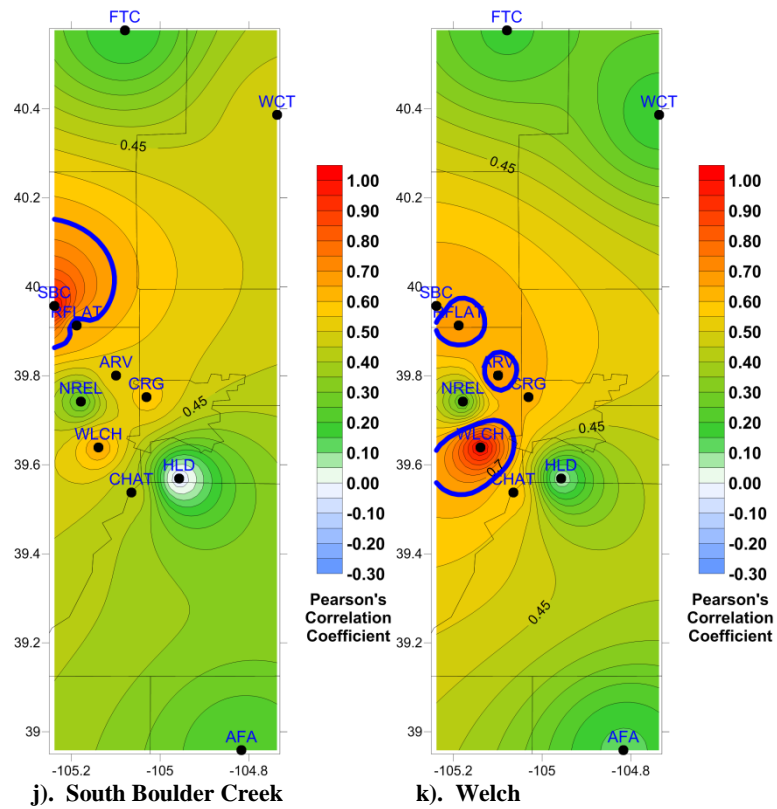 FTC
WCT
40.4
0.45
40.2
40
SBC
RFLAT
39.8
ARV
NREL
CRG
0.45
WLCH
39.6
HLD
CHAT
39.4
39.2
39
AFA
-105.2
-105
-104.8
1.00
0.90
0.80
0.70
0.60
0.50
0.40
0.30
0.20
0.10
0.00
-0.10
-0.20
-0.30
Pearson's
Correlation
Coefficient
j). South Boulder Creek
FTC
WCT
40.4
0.45
40.2
40
SBC
RFLAT
39.8
ARV
NREL
CRG
0.45
WLCH
0.7
39.6
HLD
CHAT
39.4
0.45
39.2
39
AFA
-105.2
-105
-104.8
1.00
0.90
0.80
0.70
0.60
0.50
0.40
0.30
0.20
0.10
0.00
-0.10
-0.20
-0.30
Pearson's
Correlation
Coefficient
k). Welch